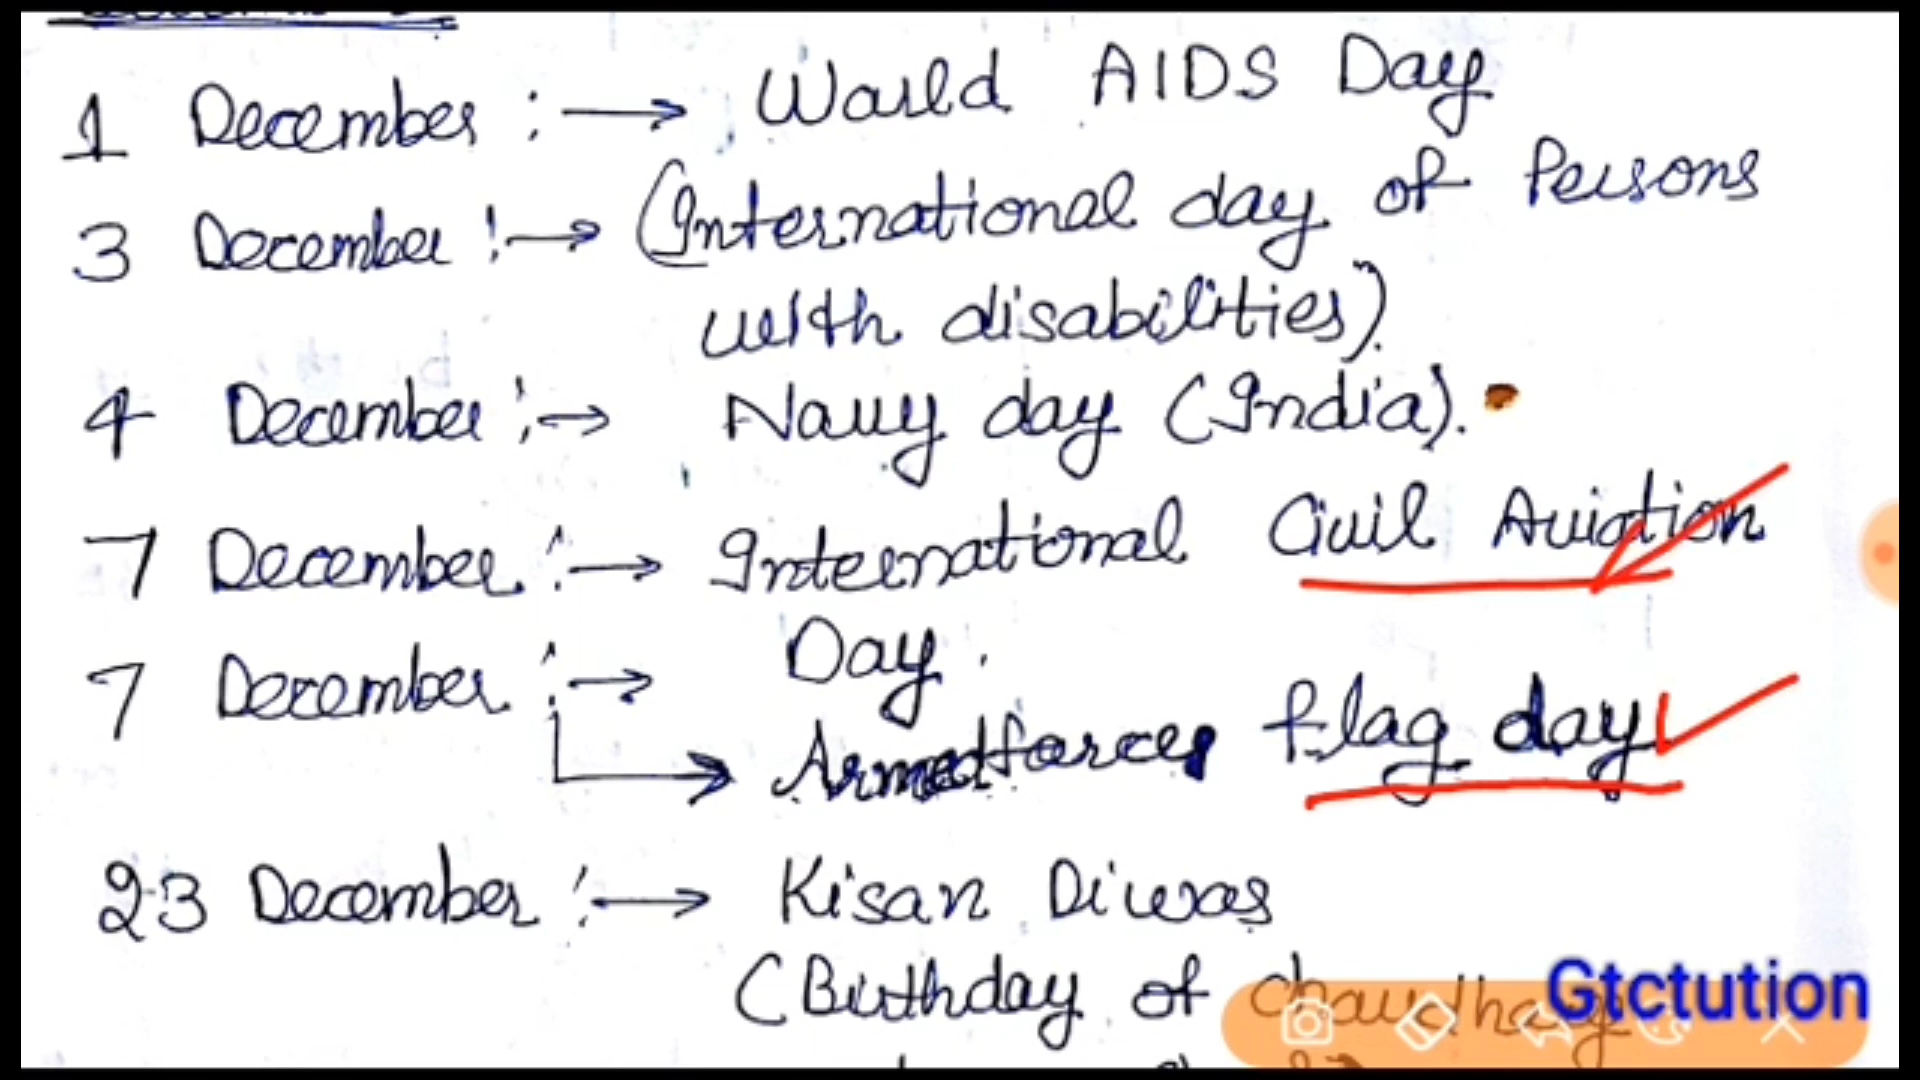 1 December :→ World AIDS Day
3 December :→ (International day of Persons
with disabilities).
4 December :→ Navy day (India).
7 December :→ International Civil Aviation
7 December :→ Day.
→ Armed forces flag day
23 December :→ Kisan Diwas
(Birthday of Chaudhary
Gtctution